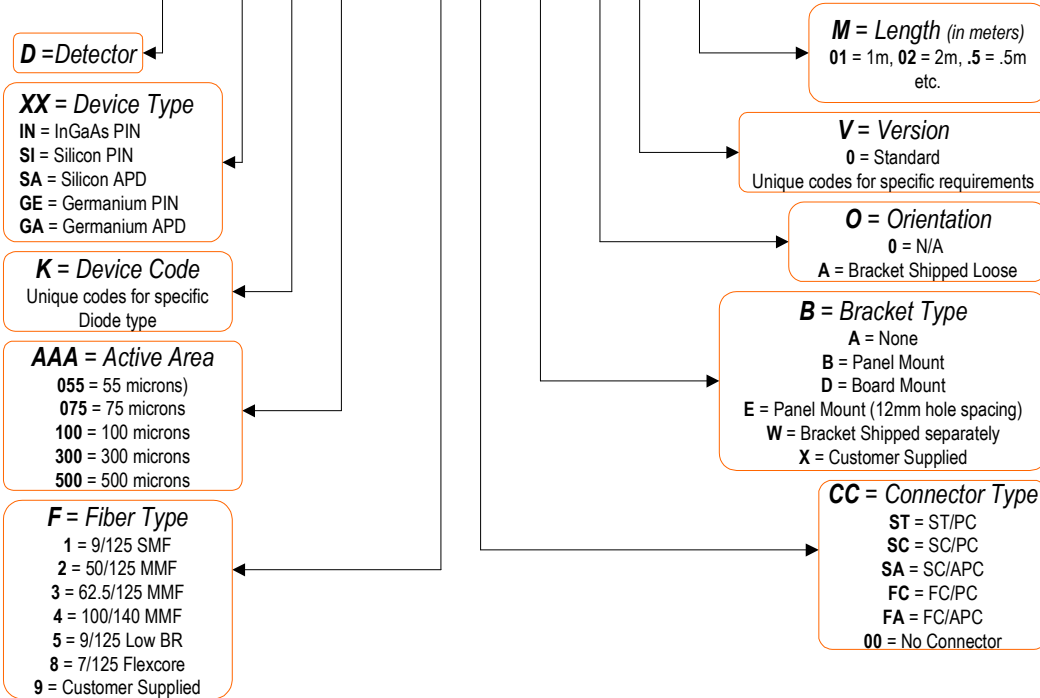 D =Detector
XX = Device Type
IN = InGaAs PIN
SI = Silicon PIN
SA = Silicon APD
GE = Germanium PIN
GA = Germanium APD
K = Device Code
Unique codes for specific
Diode type
AAA = Active Area
055 = 55 microns)
075 = 75 microns
100 = 100 microns
300 = 300 microns
500 = 500 microns
F = Fiber Type
1 = 9/125 SMF
2 = 50/125 MMF
3 = 62.5/125 MMF
4 = 100/140 MMF
5 = 9/125 Low BR
8 = 7/125 Flexcore
9 = Customer Supplied
M = Length (in meters)
01 = 1m, 02 = 2m, .5 = .5m
etc.
V = Version
0 = Standard
Unique codes for specific requirements
O = Orientation
0 = N/A
A = Bracket Shipped Loose
B = Bracket Type
A = None
B = Panel Mount
D = Board Mount
E = Panel Mount (12mm hole spacing)
W = Bracket Shipped separately
X = Customer Supplied
CC = Connector Type
ST = ST/PC
SC = SC/PC
SA = SC/APC
FC = FC/PC
FA = FC/APC
00 = No Connector